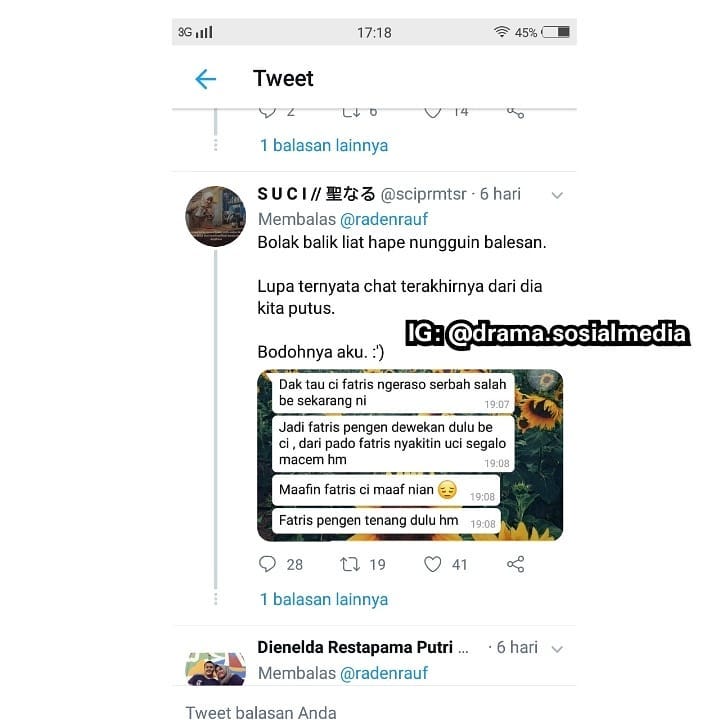 3G 17:18 45%
Tweet
2 6 14
1 balasan lainnya
S U C I // 聖なる @sciprmtsr · 6 hari
Membalas @radenrauf
Bolak balik liat hape nungguin balesan.
Lupa ternyata chat terakhirnya dari dia
kita putus.
IG: @drama.sosialmedia
Bodohnya aku. :')
Dak tau ci fatris ngeraso serbah salah
be sekarang ni 19:07
Jadi fatris pengen dewekan dulu be
ci , dari pado fatris nyakitin uci segalo
macem hm 19:08
Maafin fatris ci maaf nian 😔 19:08
Fatris pengen tenang dulu hm 19:08
28 19 41
1 balasan lainnya
Dienelda Restapama Putri ... · 6 hari
Membalas @radenrauf
Tweet balasan Anda